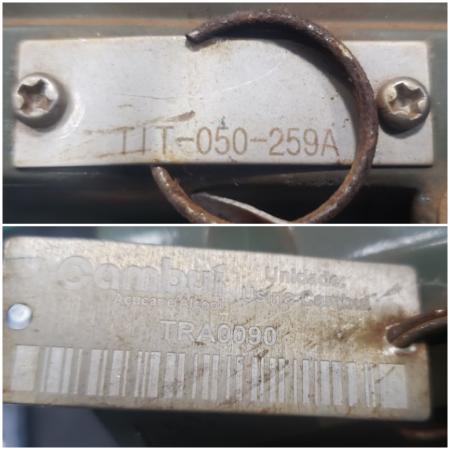 TIT-050-259A
Cambuí
Açúcar e Álcool
Unidade:
Usina Cambuí
TRA0090